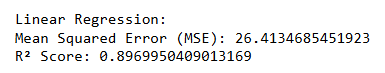 Linear Regression:
Mean Squared Error (MSE): 26.4134685451923
R² Score: 0.8969950409013169